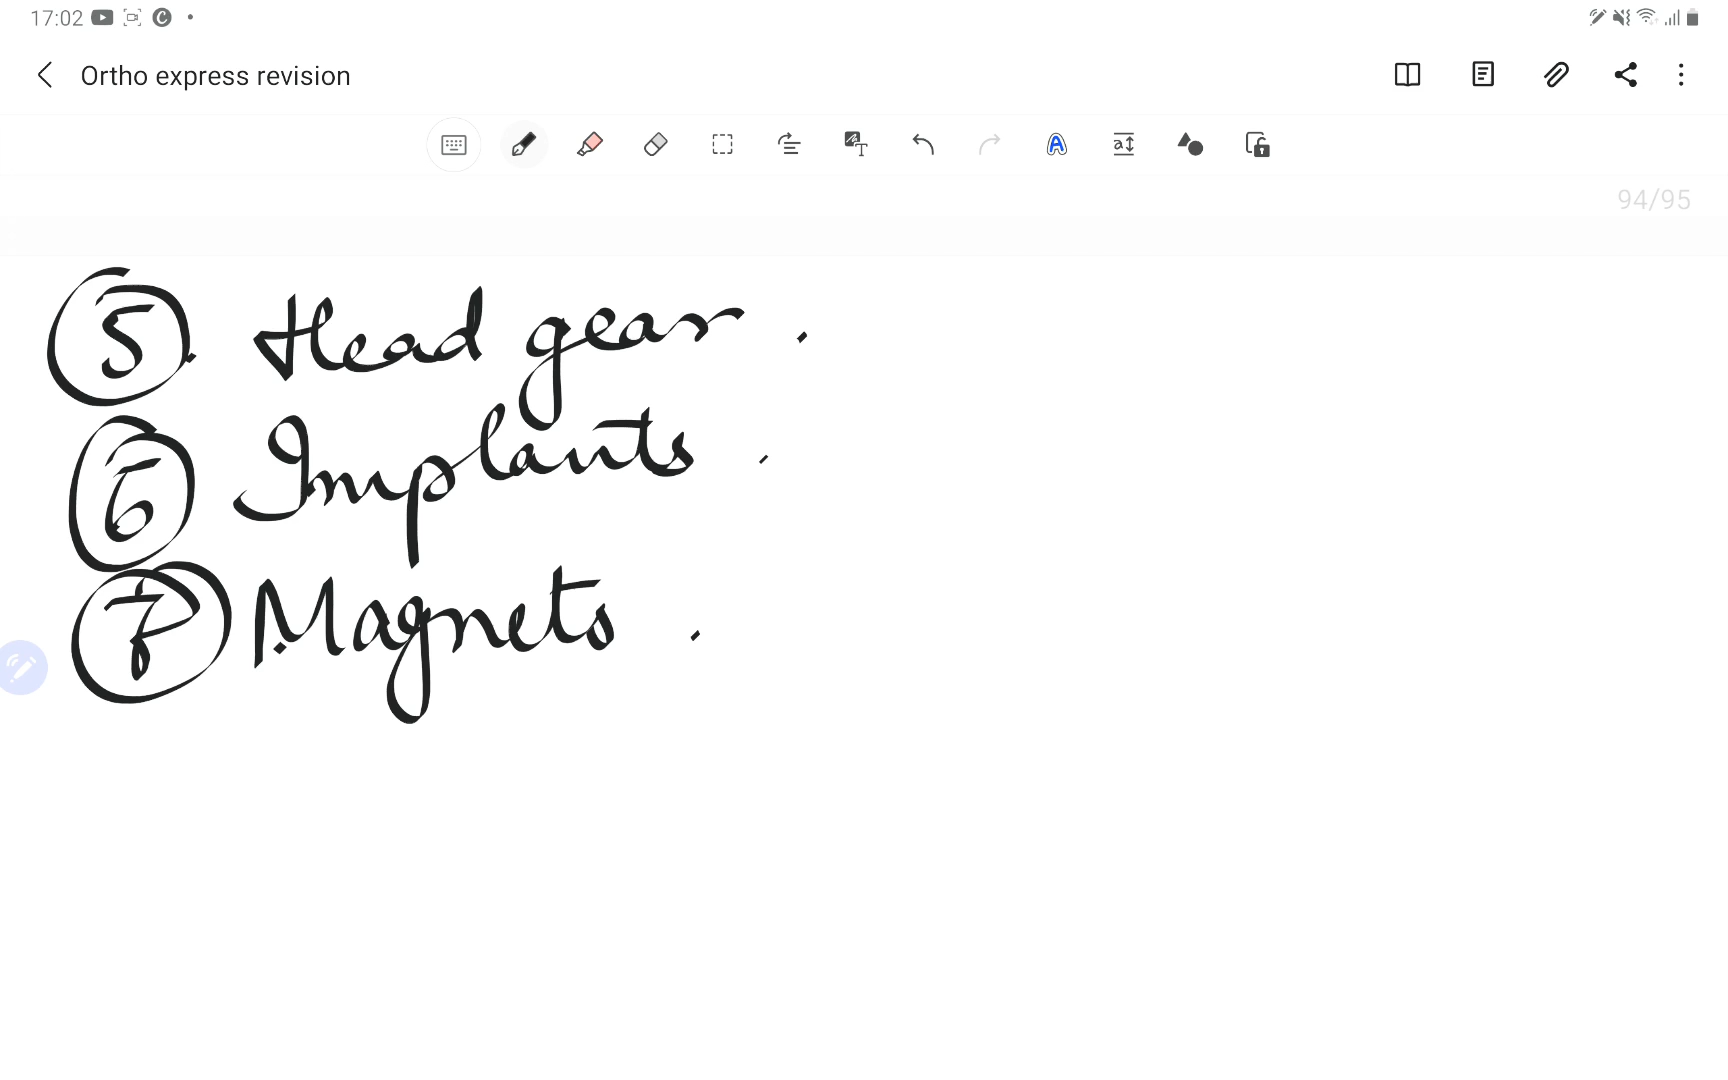 17:02
Ortho express revision
94/95
5. Head gear.
6 Implants.
7 Magnets.